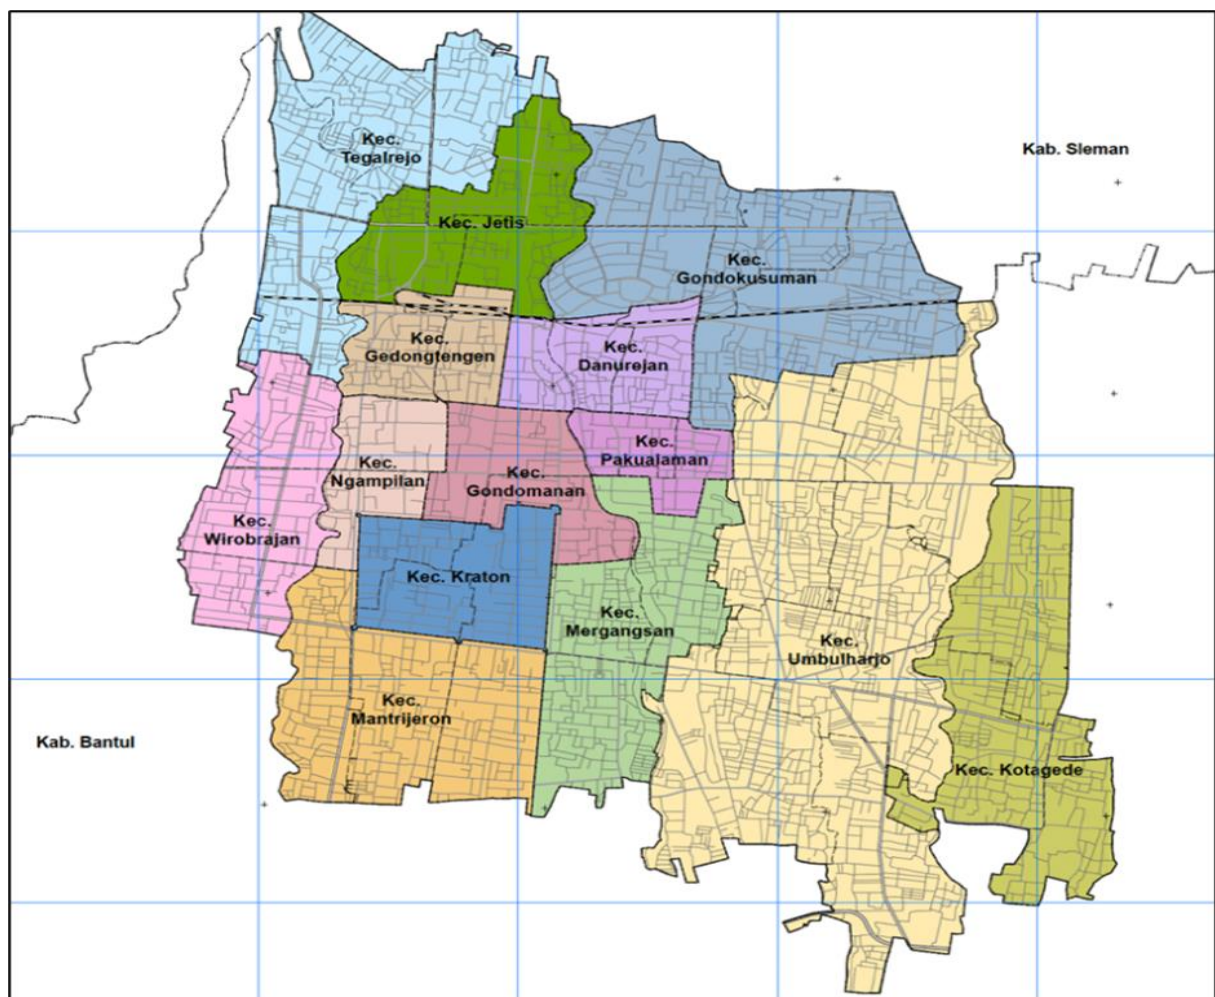 Kec.
Tegalrejo
Kab. Sleman
Kec. Jetis
Kec.
Gondokusuman
Kec.
Gedongtengen
Kec.
Danurejan
Kec.
Pakualaman
Kec.
Ngampilan
Kec.
Gondomanan
Kec.
Wirobrajan
Kec. Kraton
Kec.
Mergangsan
Kec.
Umbulharjo
Kec.
Mantrijeron
Kab. Bantul
Kec. Kotagede